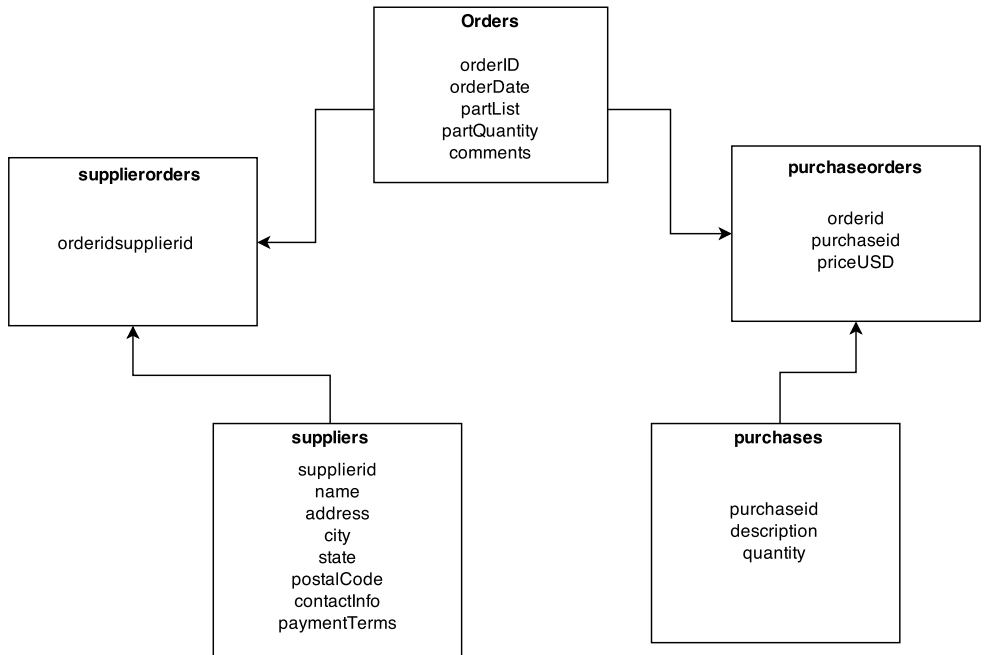 Orders
orderID
orderDate
partList
partQuantity
comments
supplierorders
orderidsupplierid
purchaseorders
orderid
purchaseid
priceUSD
suppliers
supplierid
name
address
city
state
postalCode
contactInfo
paymentTerms
purchases
purchaseid
description
quantity